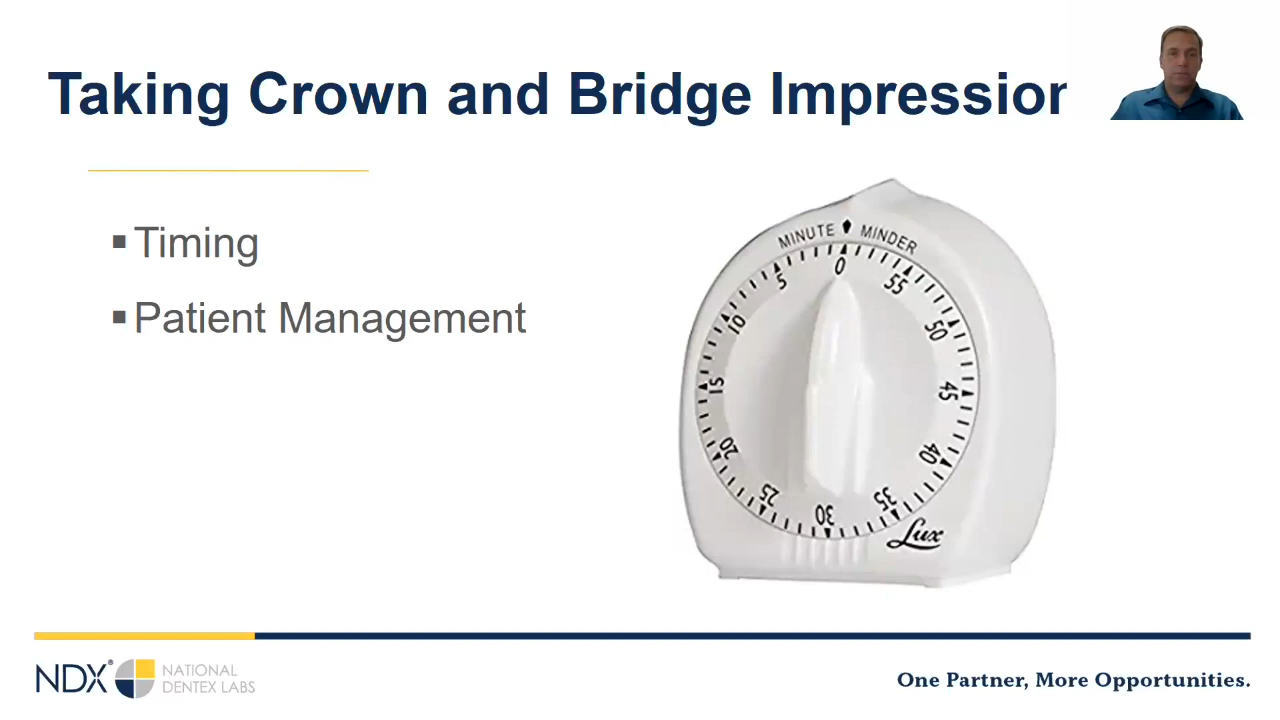 Taking Crown and Bridge Impression
▪ Timing
▪ Patient Management
MINUTE MINDER
0
5
10
15
20
25
30
35
40
45
50
55
Lux
NDX®
NATIONAL
DENTEX LABS
One Partner, More Opportunities.